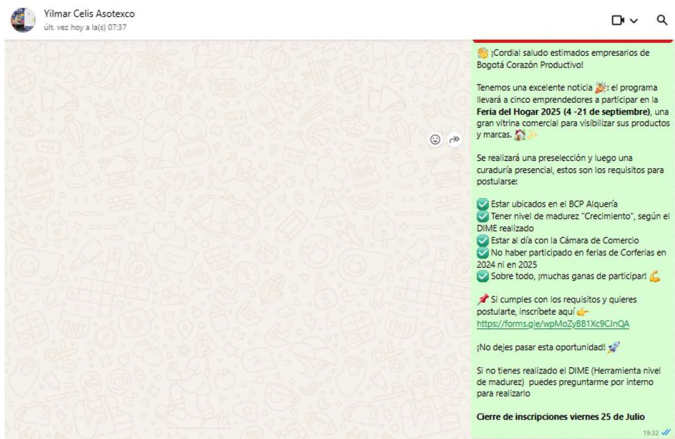 Yilmar Celis Asotexco
últ. vez hoy a la(s) 07:37
👋 ¡Cordial saludo estimados empresarios de
Bogotá Corazón Productivo!
Tenemos una excelente noticia 🎉: el programa
llevará a cinco emprendedores a participar en la
Feria del Hogar 2025 (4 -21 de septiembre), una
gran vitrina comercial para visibilizar sus productos
y marcas. 🏠✨
Se realizará una preselección y luego una
curaduría presencial, estos son los requisitos para
postularse:
✅ Estar ubicados en el BCP Alquería
✅ Tener nivel de madurez "Crecimiento", según el
DIME realizado
✅ Estar al día con la Cámara de Comercio
✅ No haber participado en ferias de Corferias en
2024 ni en 2025
✅ Sobre todo, ¡muchas ganas de participar! 💪
📌 Si cumples con los requisitos y quieres
postularte, inscríbete aquí 👉
https://forms.gle/wpMoZyBB1Xc9CJnQA
¡No dejes pasar esta oportunidad! 🚀
Si no tienes realizado el DIME (Herramienta nivel
de madurez) puedes preguntarme por interno
para realizarlo
Cierre de inscripciones viernes 25 de Julio
19:32